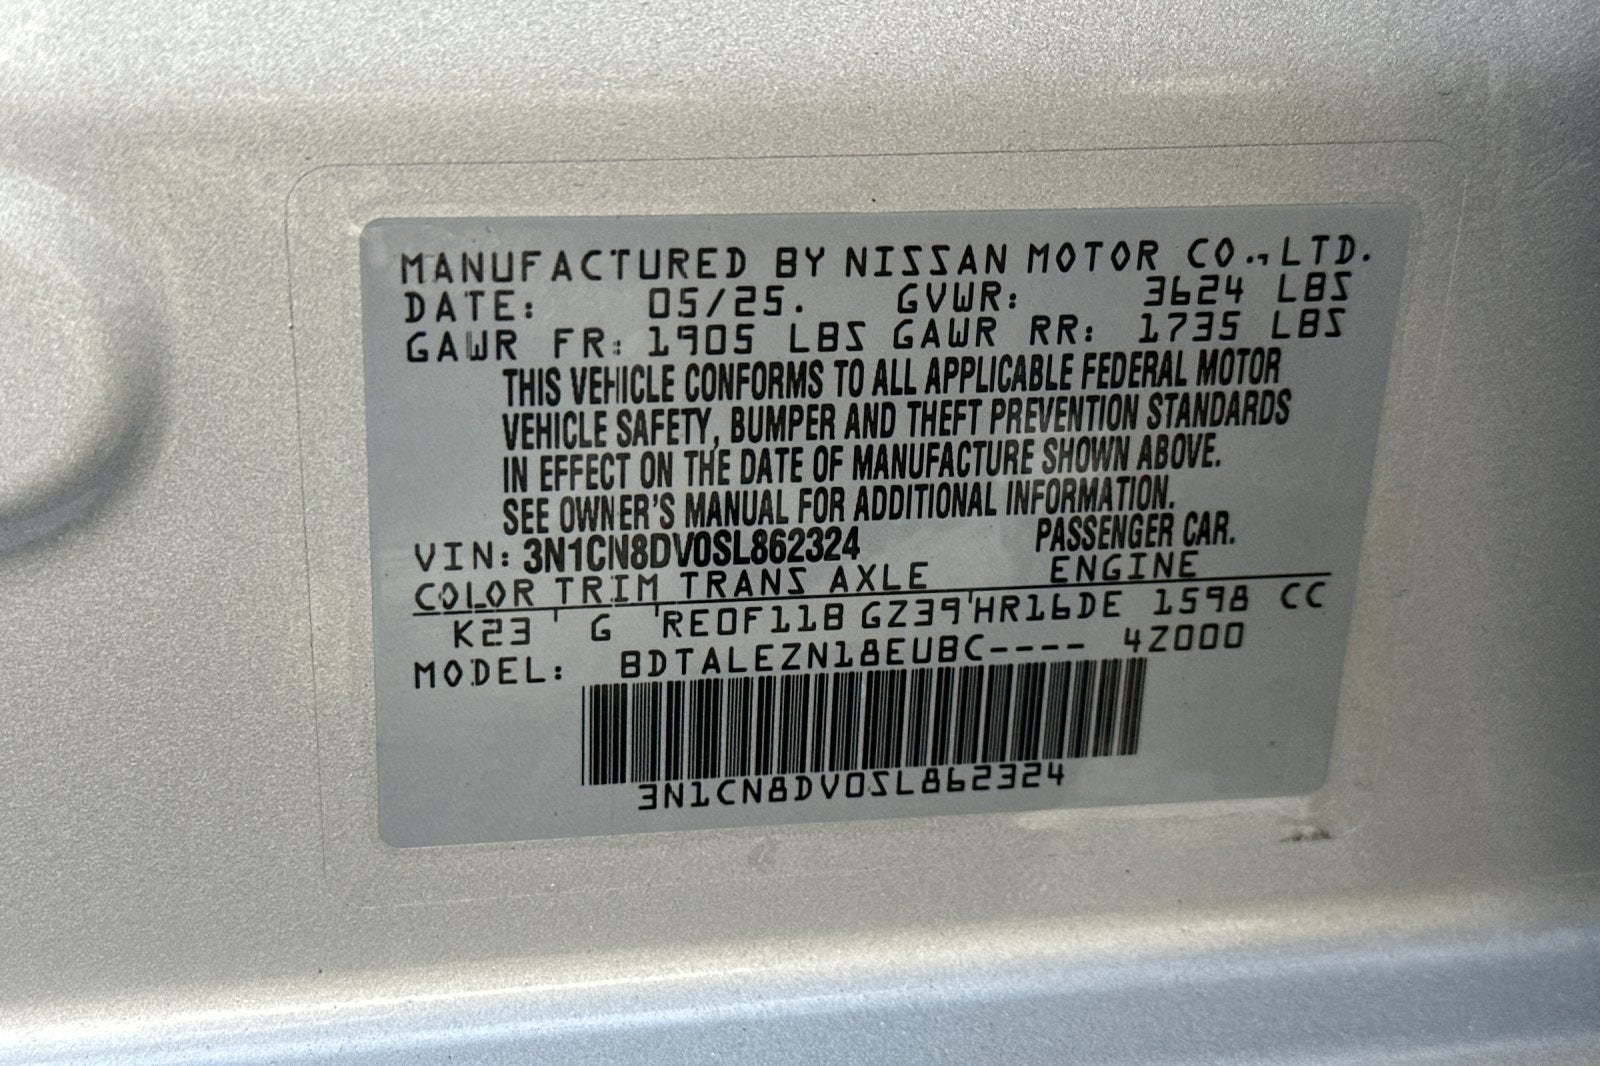 MANUFACTURED BY NISSAN MOTOR CO., LTD.
DATE: 05/25. GVWR: 3624 LBS
GAWR FR: 1905 LBS GAWR RR: 1735 LBS
THIS VEHICLE CONFORMS TO ALL APPLICABLE FEDERAL MOTOR
VEHICLE SAFETY, BUMPER AND THEFT PREVENTION STANDARDS
IN EFFECT ON THE DATE OF MANUFACTURE SHOWN ABOVE.
SEE OWNER'S MANUAL FOR ADDITIONAL INFORMATION.
VIN: 3N1CN8DV0SL862324 PASSENGER CAR.
COLOR TRIM TRANS AXLE ENGINE
K23 G RE0F11B GZ39 HR16DE 1598 CC
MODEL: BDTALEZN18EUBC---- 4Z000
3N1CN8DV0SL862324